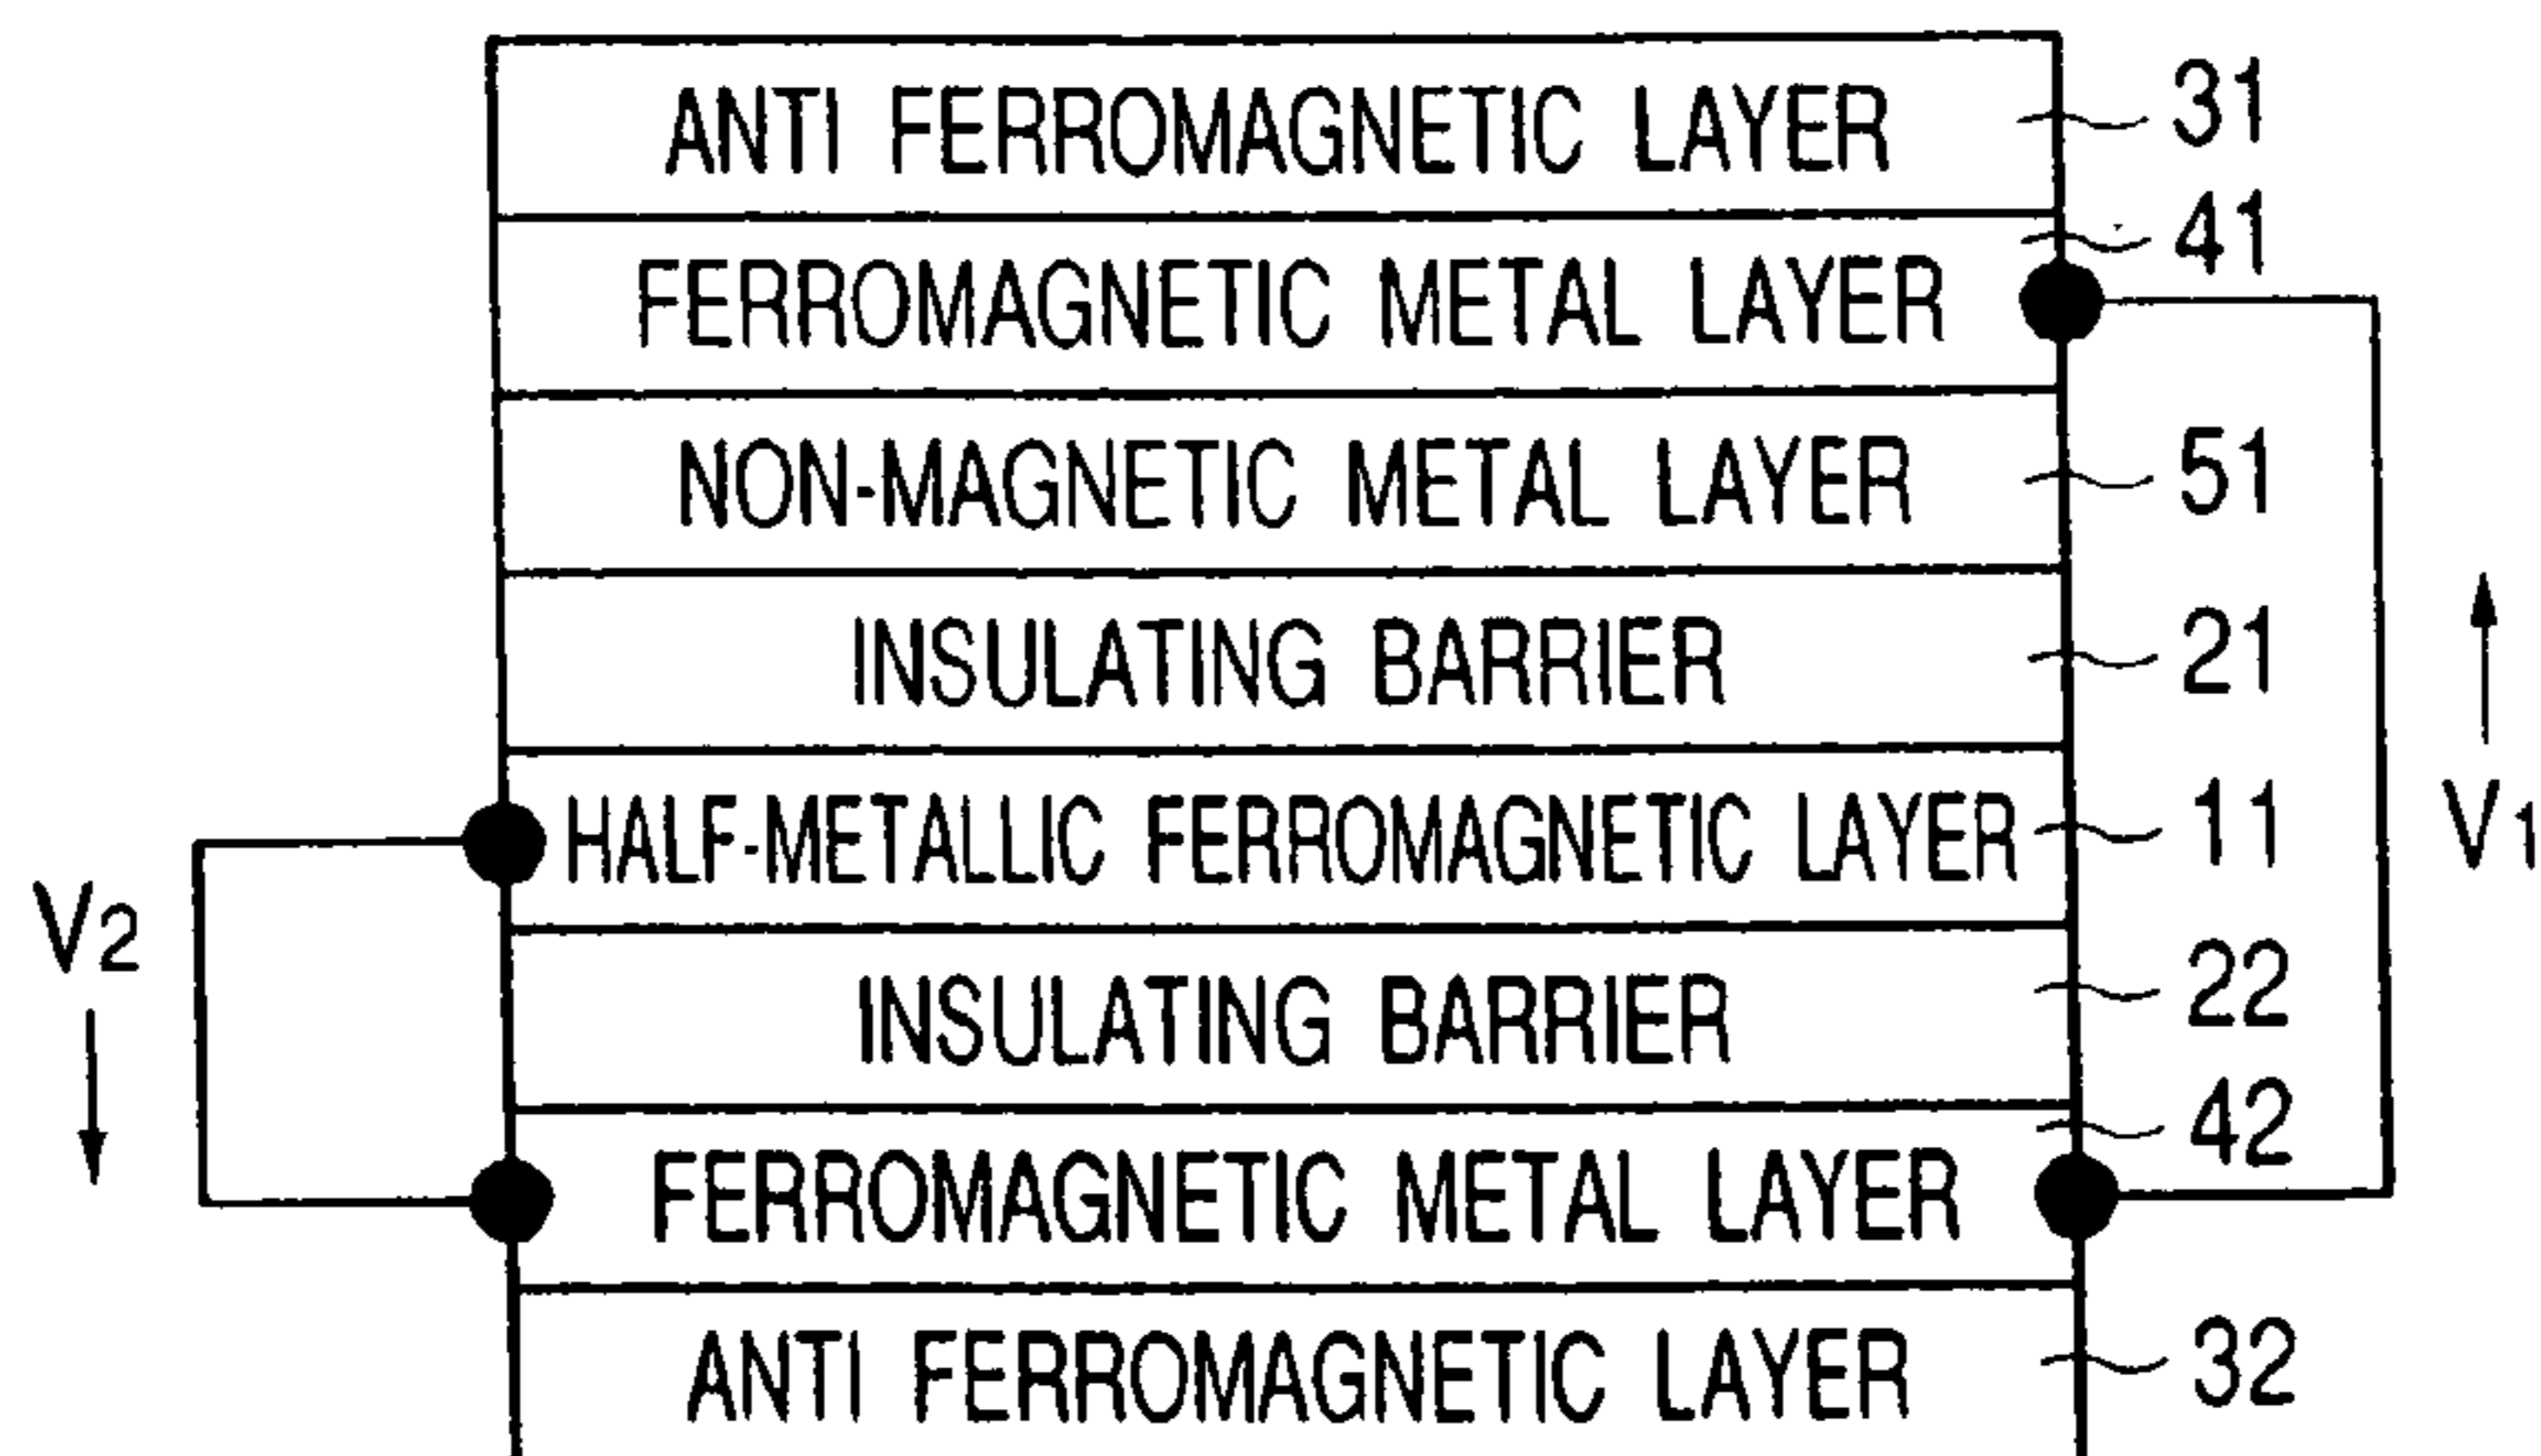 ANTI FERROMAGNETIC LAYER 31
41
FERROMAGNETIC METAL LAYER
NON-MAGNETIC METAL LAYER 51
INSULATING BARRIER 21
HALF-METALLIC FERROMAGNETIC LAYER 11
V1
V2
INSULATING BARRIER 22
42
FERROMAGNETIC METAL LAYER
ANTI FERROMAGNETIC LAYER 32